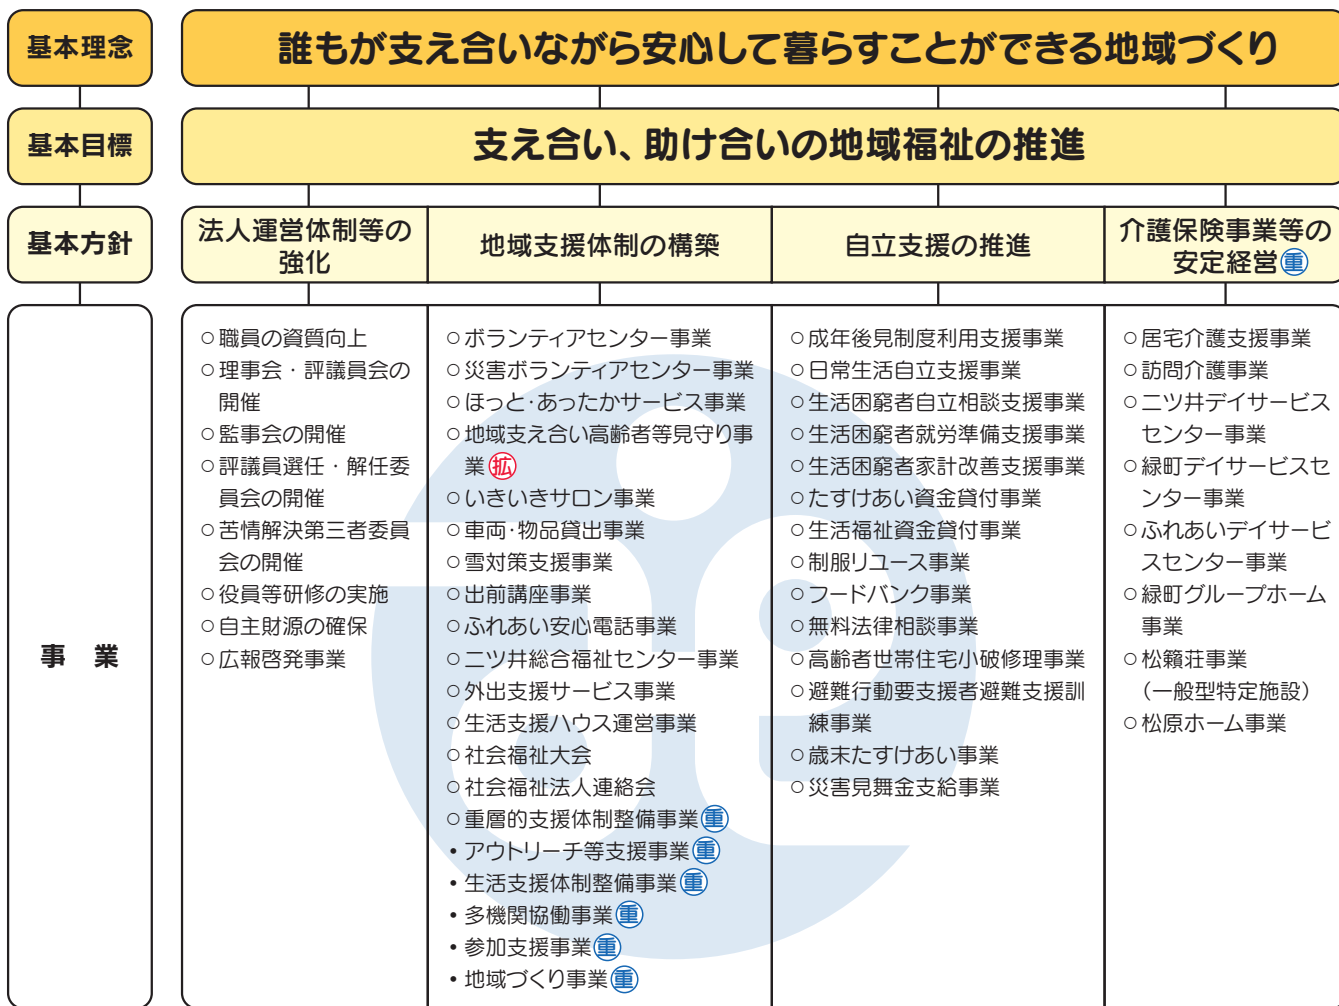 基本理念
誰もが支え合いながら安心して暮らすことができる地域づくり
基本目標
支え合い、助け合いの地域福祉の推進
基本方針
法人運営体制等の
強化
地域支援体制の構築
自立支援の推進
介護保険事業等の
安定経営㊥重
事　業
○職員の資質向上
○理事会・評議員会の
開催
○監事会の開催
○評議員選任・解任委
員会の開催
○苦情解決第三者委員
会の開催
○役員等研修の実施
○自主財源の確保
○広報啓発事業
○ボランティアセンター事業
○災害ボランティアセンター事業
○ほっと・あったかサービス事業
○地域支え合い高齢者等見守り事
業拡
○いきいきサロン事業
○車両・物品貸出事業
○雪対策支援事業
○出前講座事業
○ふれあい安心電話事業
○二ツ井総合福祉センター事業
○外出支援サービス事業
○生活支援ハウス運営事業
○社会福祉大会
○社会福祉法人連絡会
○重層的支援体制整備事業重
・アウトリーチ等支援事業重
・生活支援体制整備事業重
・多機関協働事業重
・参加支援事業重
・地域づくり事業重
○成年後見制度利用支援事業
○日常生活自立支援事業
○生活困窮者自立相談支援事業
○生活困窮者就労準備支援事業
○生活困窮者家計改善支援事業
○たすけあい資金貸付事業
○生活福祉資金貸付事業
○制服リユース事業
○フードバンク事業
○無料法律相談事業
○高齢者世帯住宅小破修理事業
○避難行動要支援者避難支援訓
練事業
○歳末たすけあい事業
○災害見舞金支給事業
○居宅介護支援事業
○訪問介護事業
○二ツ井デイサービス
センター事業
○緑町デイサービスセ
ンター事業
○ふれあいデイサービ
スセンター事業
○緑町グループホーム
事業
○松籟荘事業
（一般型特定施設）
○松原ホーム事業